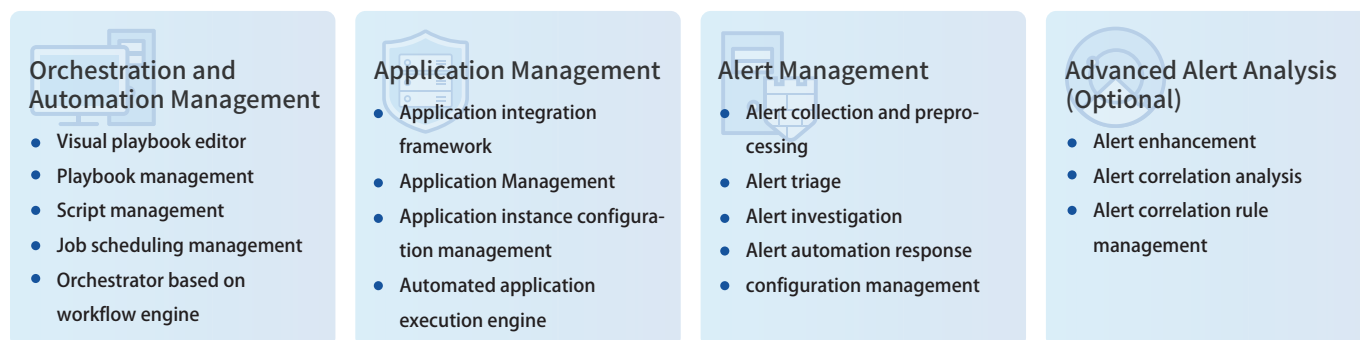 Orchestration and
Automation Management
Visual playbook editor
Playbook management
Script management
Job scheduling management
Orchestrator based on
workflow engine
Application Management
Application integration
framework
Application Management
Application instance configura-
tion management
Automated application
execution engine
Alert Management
Alert collection and prepro-
cessing
Alert triage
Alert investigation
Alert automation response
configuration management
Advanced Alert Analysis
(Optional)
Alert enhancement
Alert correlation analysis
Alert correlation rule
management